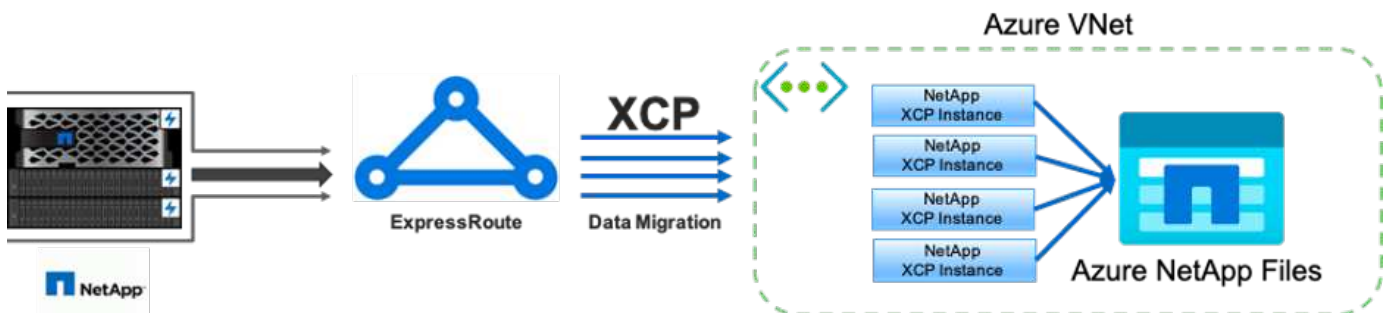 Azure VNet
XCP
NetApp
XCP Instance
NetApp
XCP Instance
NetApp
XCP Instance
NetApp
XCP Instance
ExpressRoute
Data Migration
Azure NetApp Files
NetApp